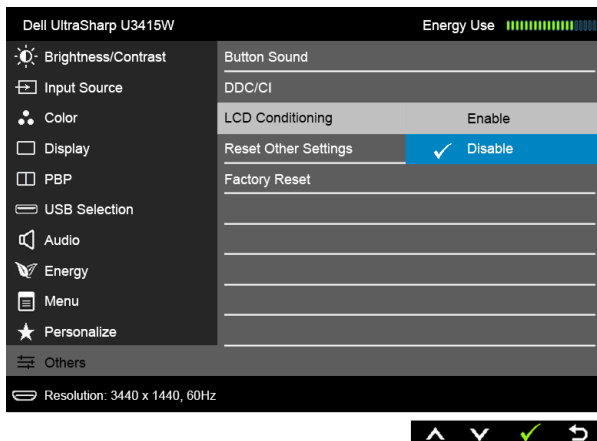 Dell UltraSharp U3415W Energy Use
Brightness/Contrast Button Sound
Input Source DDC/CI
Color LCD Conditioning Enable
Display Reset Other Settings Disable
PBP Factory Reset
USB Selection
Audio
Energy
Menu
Personalize
Others
Resolution: 3440 x 1440, 60Hz